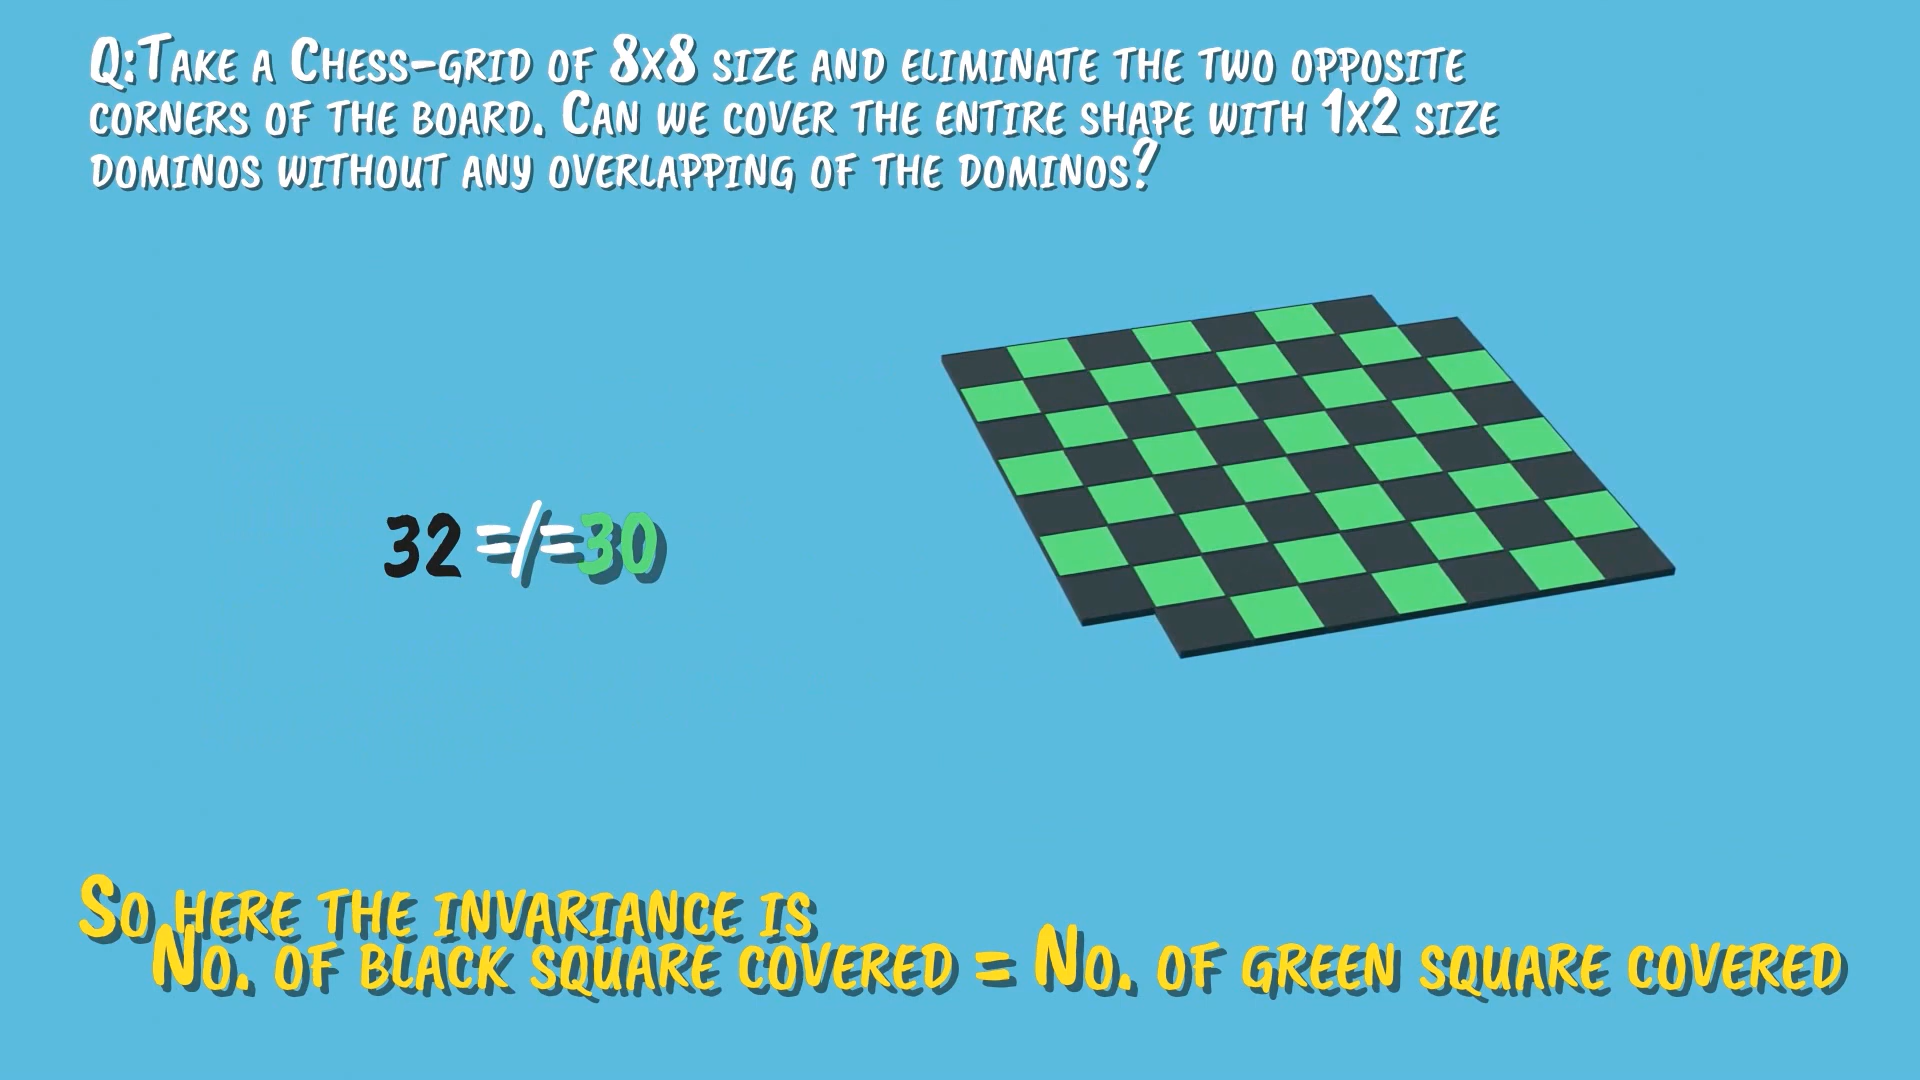 Q:Take a Chess-grid of 8x8 size and eliminate the two opposite
corners of the board. Can we cover the entire shape with 1x2 size
dominos without any overlapping of the dominos?
32 =/= 30
So here the invariance is
No. of black square covered = No. of green square covered